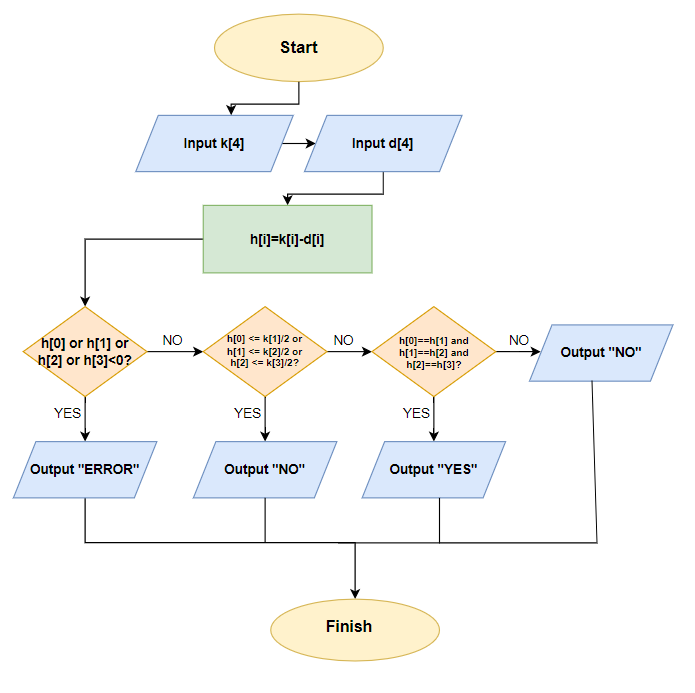 Start
Input k[4]
Input d[4]
h[i]=k[i]-d[i]
h[0] or h[1] or
h[2] or h[3]<0?
NO
h[0] <= k[1]/2 or
h[1] <= k[2]/2 or
h[2] <= k[3]/2?
NO
h[0]==h[1] and
h[1]==h[2] and
h[2]==h[3]?
NO
Output "NO"
YES
YES
YES
Output "ERROR"
Output "NO"
Output "YES"
Finish